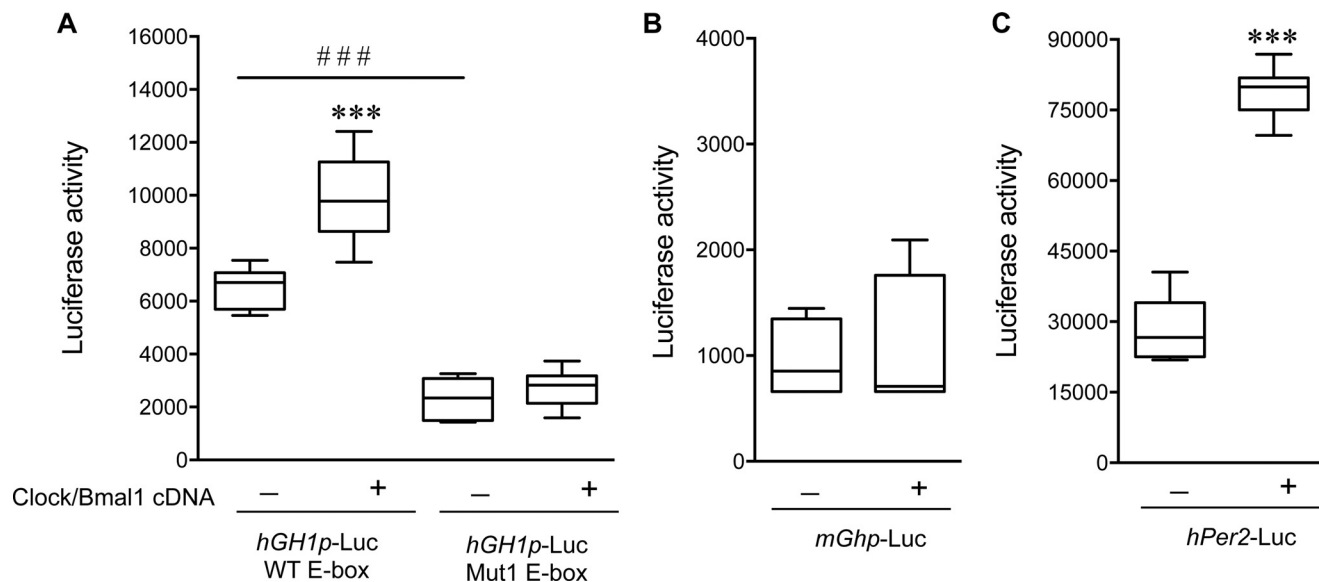 A
Luciferase activity
16000
14000
12000
10000
8000
6000
4000
2000
0
# # #
***
Clock/Bmal1 cDNA – + – +
hGH1p-Luc
WT E-box
hGH1p-Luc
Mut1 E-box
B
Luciferase activity
4000
3000
2000
1000
0
– +
mGhp-Luc
C
Luciferase activity
90000
75000
60000
45000
30000
15000
0
***
– +
hPer2-Luc